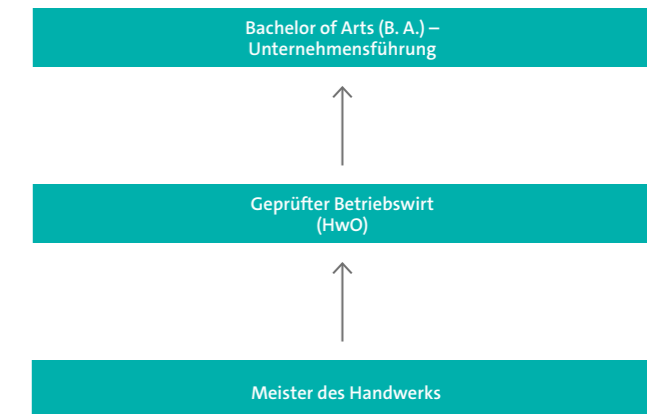 Bachelor of Arts (B. A.) –
Unternehmensführung
Geprüfter Betriebswirt
(HwO)
Meister des Handwerks